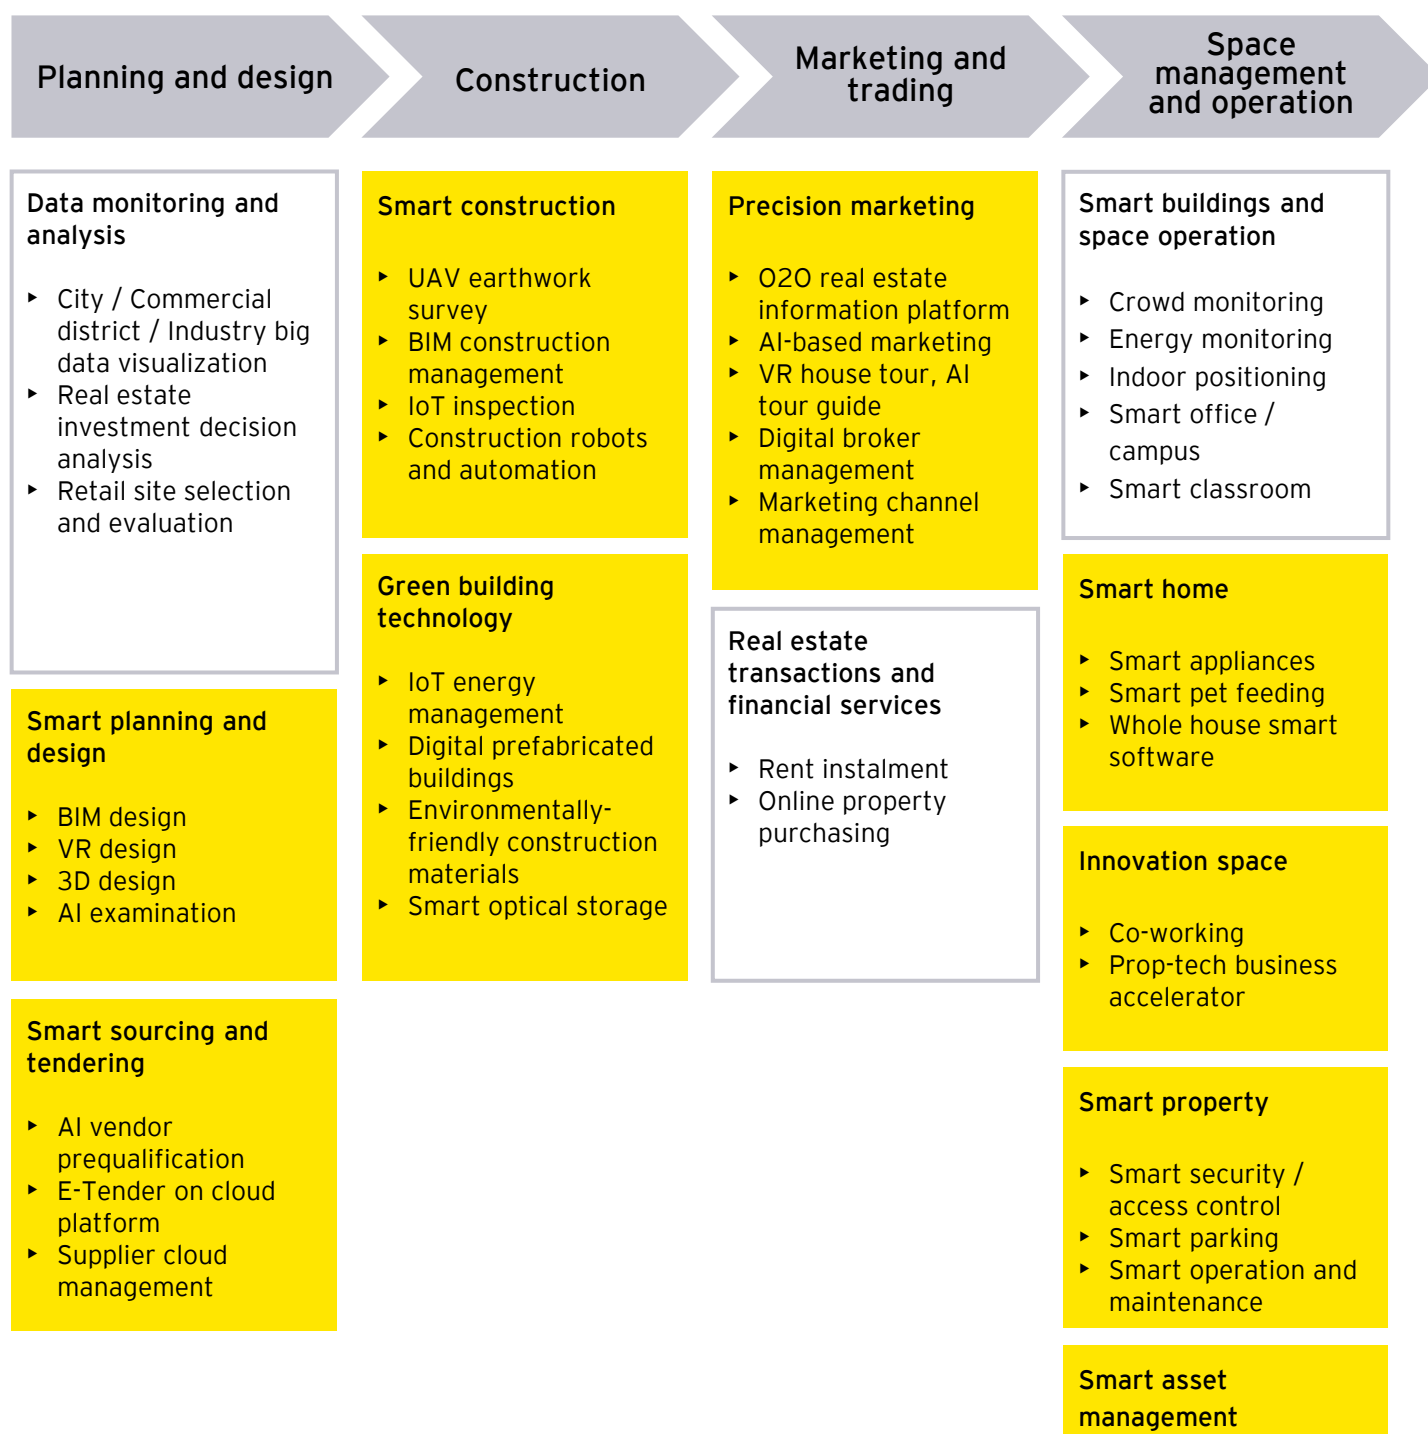 Planning and design
Construction
Marketing and
trading
Space
management
and operation
Data monitoring and
analysis
‣ City / Commercial
district / Industry big
data visualization
‣ Real estate
investment decision
analysis
‣ Retail site selection
and evaluation
Smart planning and
design
‣ BIM design
‣ VR design
‣ 3D design
‣ AI examination
Smart sourcing and
tendering
‣ AI vendor
prequalification
‣ E-Tender on cloud
platform
‣ Supplier cloud
management
Smart construction
‣ UAV earthwork
survey
‣ BIM construction
management
‣ IoT inspection
‣ Construction robots
and automation
Green building
technology
‣ IoT energy
management
‣ Digital prefabricated
buildings
‣ Environmentally-
friendly construction
materials
‣ Smart optical storage
Precision marketing
‣ O2O real estate
information platform
‣ AI-based marketing
‣ VR house tour, AI
tour guide
‣ Digital broker
management
‣ Marketing channel
management
Real estate
transactions and
financial services
‣ Rent instalment
‣ Online property
purchasing
Smart buildings and
space operation
‣ Crowd monitoring
‣ Energy monitoring
‣ Indoor positioning
‣ Smart office /
campus
‣ Smart classroom
Smart home
‣ Smart appliances
‣ Smart pet feeding
‣ Whole house smart
software
Innovation space
‣ Co-working
‣ Prop-tech business
accelerator
Smart property
‣ Smart security /
access control
‣ Smart parking
‣ Smart operation and
maintenance
Smart asset
management